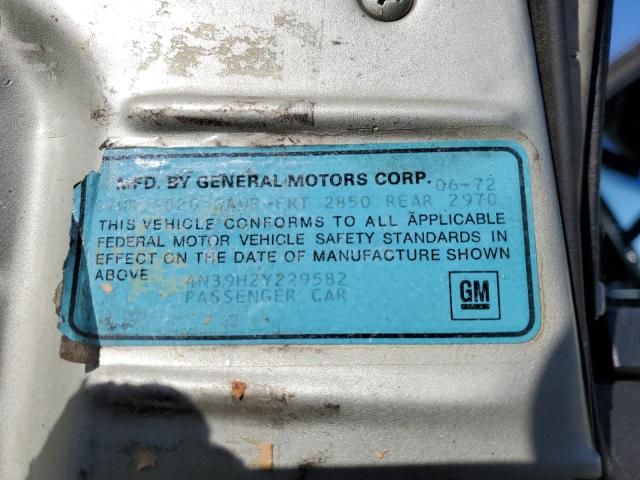 MFD. BY GENERAL MOTORS CORP. 06-72
FRT 2850 REAR 2970
THIS VEHICLE CONFORMS TO ALL APPLICABLE
FEDERAL MOTOR VEHICLE SAFETY STANDARDS IN
EFFECT ON THE DATE OF MANUFACTURE SHOWN
ABOVE
4N39H2Y229582
PASSENGER CAR
GM